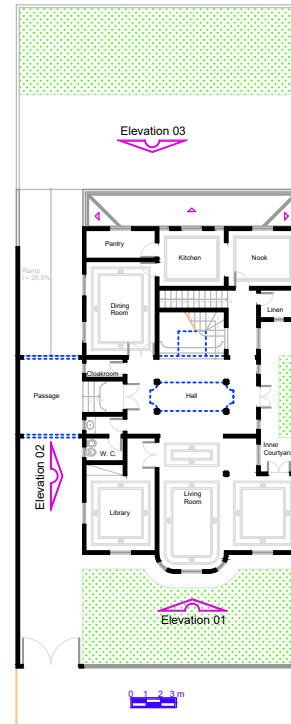 Elevation 03
Pantry
Kitchen
Nook
Ramp
i = 26,5%
Dining
Room
Linen
Cloakroom
Passage
Hall
Elevation 02
W. C.
Inner
Courtyard
Library
Living
Room
Elevation 01
0 1 2 3 m